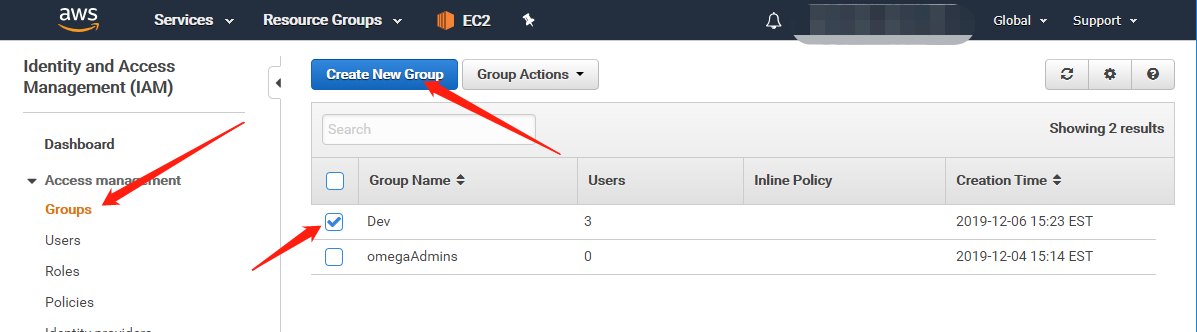 aws Services Resource Groups EC2 Global Support
Identity and Access
Management (IAM)
Create New Group Group Actions
Search
Showing 2 results
Dashboard
Access management
Group Name Users Inline Policy Creation Time
Groups
Dev 3 2019-12-06 15:23 EST
Users
omegaAdmins 0 2019-12-04 15:14 EST
Roles
Policies
Identity providers